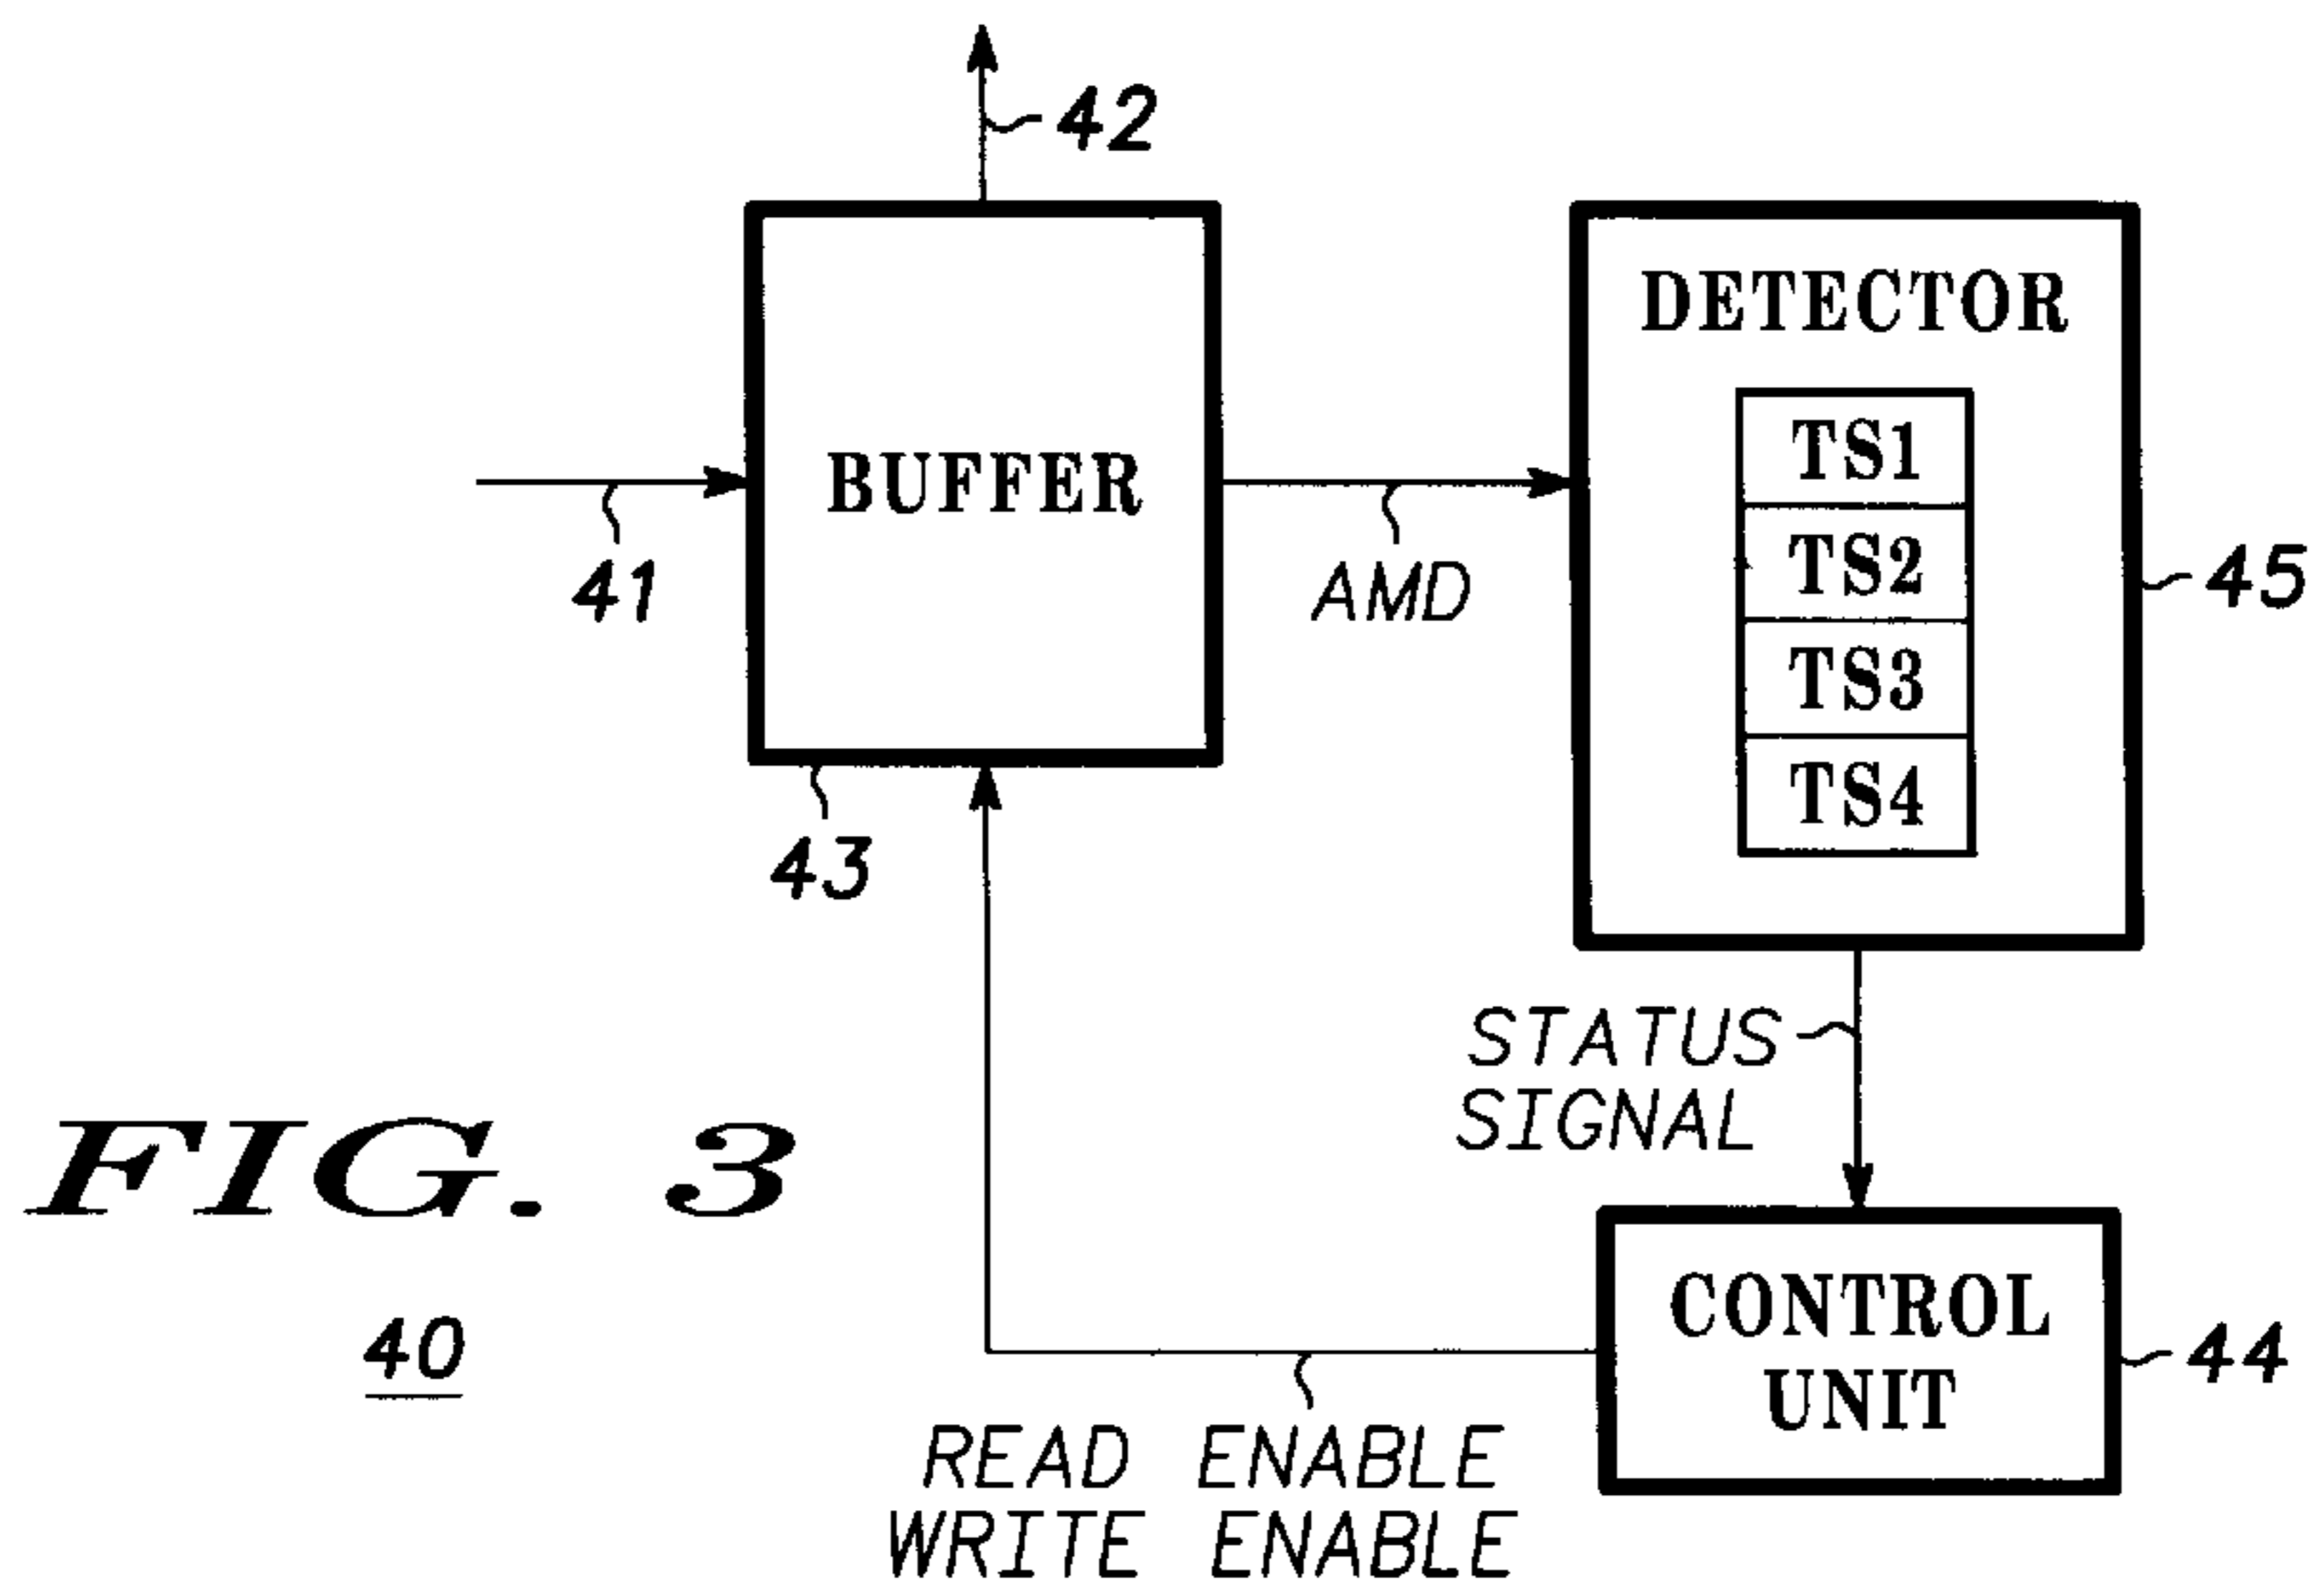 42
DETECTOR
TS1
BUFFER
TS2
45
41
AMD
TS3
TS4
43
STATUS
SIGNAL
FIG. 3
CONTROL
UNIT
44
40
READ ENABLE
WRITE ENABLE